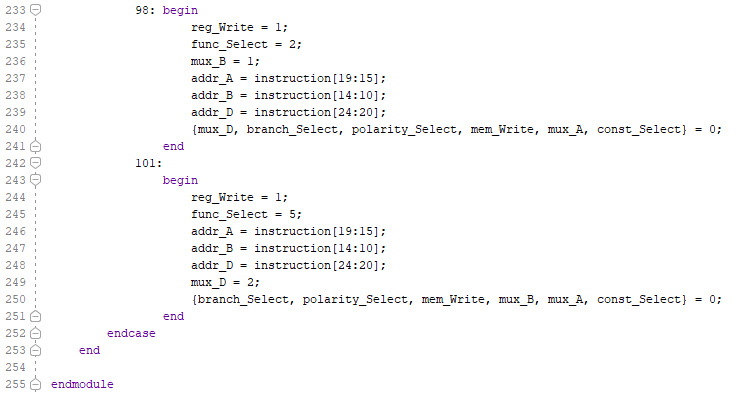 233 98: begin
234 reg_Write = 1;
235 func_Select = 2;
236 mux_B = 1;
237 addr_A = instruction[19:15];
238 addr_B = instruction[14:10];
239 addr_D = instruction[24:20];
240 {mux_D, branch_Select, polarity_Select, mem_Write, mux_A, const_Select} = 0;
241 end
242 101:
243 begin
244 reg_Write = 1;
245 func_Select = 5;
246 addr_A = instruction[19:15];
247 addr_B = instruction[14:10];
248 addr_D = instruction[24:20];
249 mux_D = 2;
250 {branch_Select, polarity_Select, mem_Write, mux_B, mux_A, const_Select} = 0;
251 end
252 endcase
253 end
254
255 endmodule